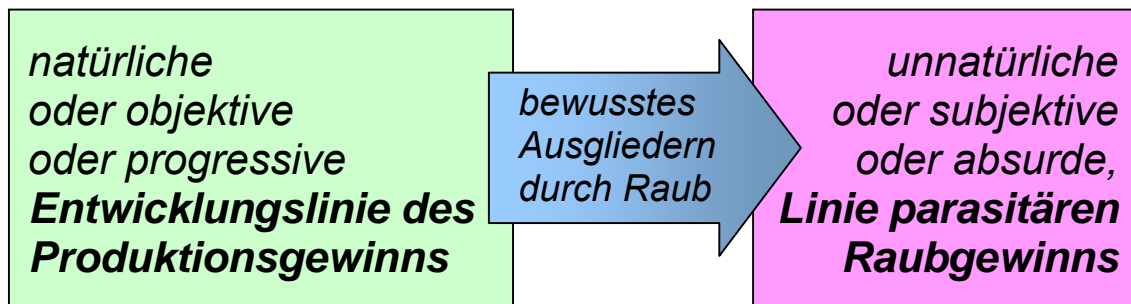 natürliche
oder objektive
oder progressive
Entwicklungslinie des
Produktionsgewinns
bewusstes
Ausgliedern
durch Raub
unnatürliche
oder subjektive
oder absurde,
Linie parasitären
Raubgewinns